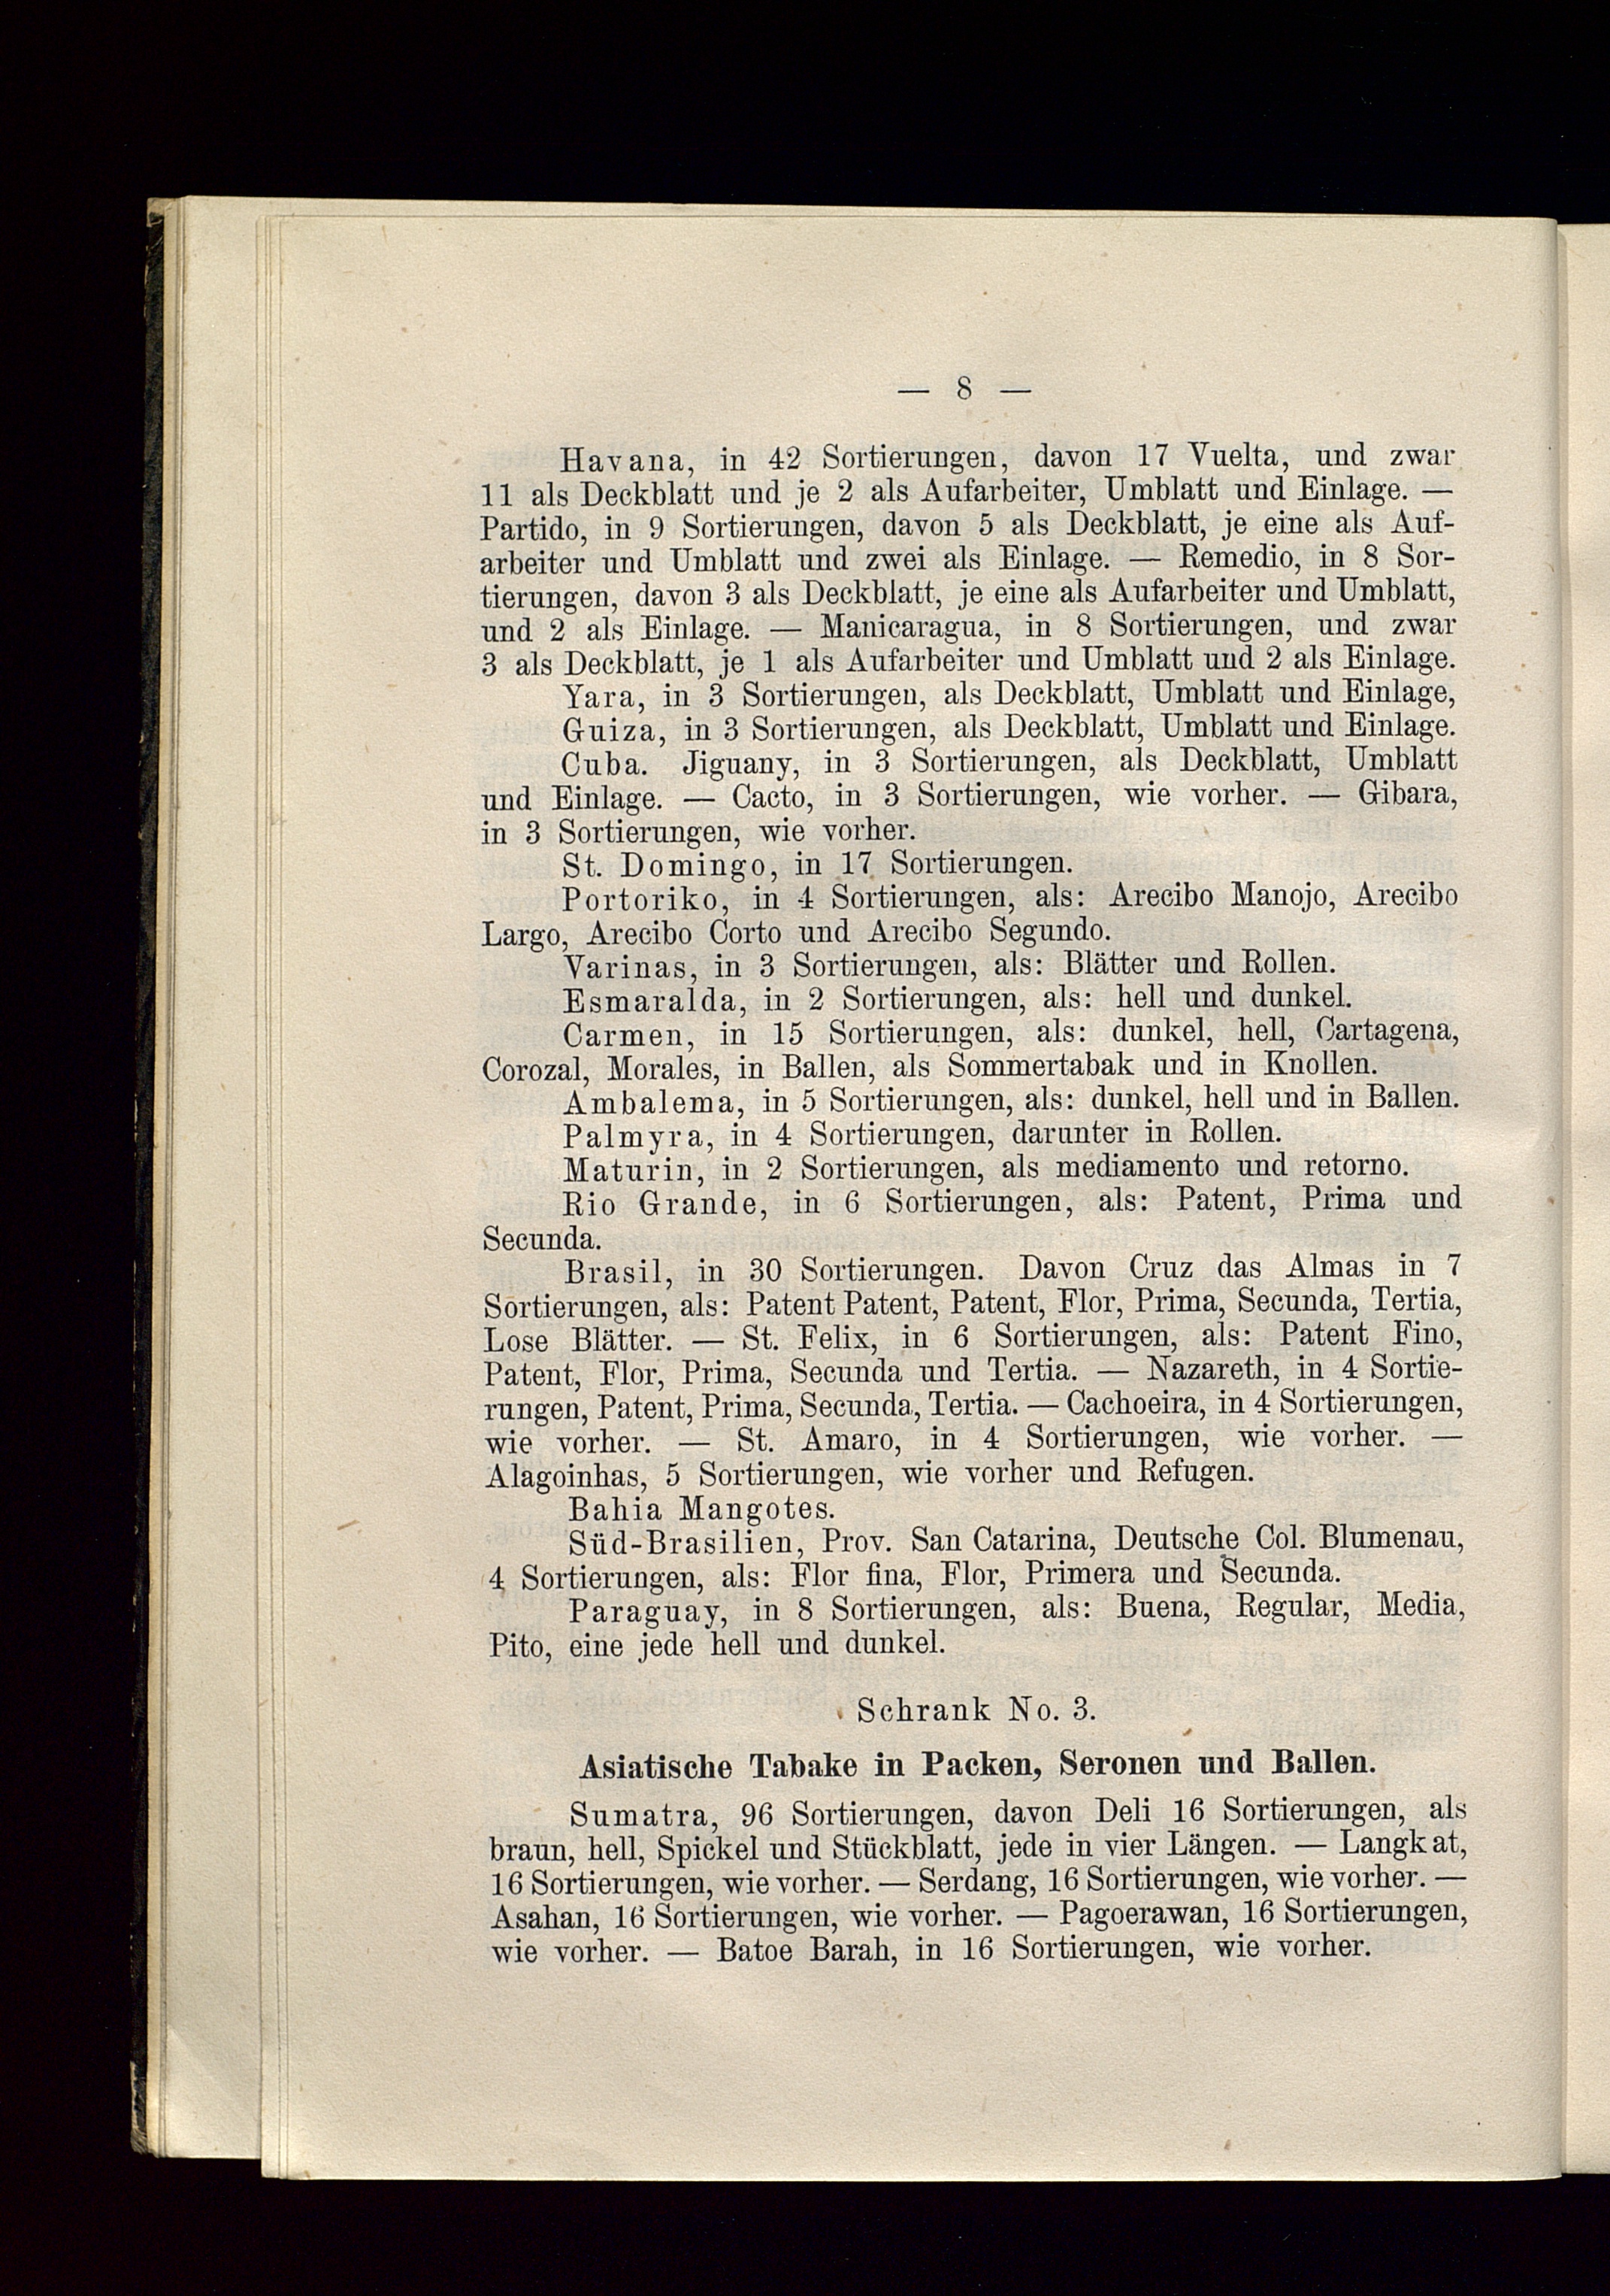 — 8 —
Havana, in 42 Sortierungen, davon 17 Vuelta, und zwar
11 als Deckblatt und je 2 als Aufarbeiter, Umblatt und Einlage. —
Partido, in 9 Sortierungen, davon 5 als Deckblatt, je eine als Auf-
arbeiter und Umblatt und zwei als Einlage. — Remedio, in 8 Sor-
tierungen, davon 3 als Deckblatt, je eine als Aufarbeiter und Umblatt,
und 2 als Einlage. — Manicaragua, in 8 Sortierungen, und zwar
3 als Deckblatt, je 1 als Aufarbeiter und Umblatt und 2 als Einlage.
Yara, in 3 Sortierungen, als Deckblatt, Umblatt und Einlage,
Guiza, in 3 Sortierungen, als Deckblatt, Umblatt und Einlage.
Cuba. Jiguany, in 3 Sortierungen, als Deckblatt, Umblatt
und Einlage. — Cacto, in 3 Sortierungen, wie vorher. — Gibara,
in 3 Sortierungen, wie vorher.
St. Domingo, in 17 Sortierungen.
Portoriko, in 4 Sortierungen, als: Arecibo Manojo, Arecibo
Largo, Arecibo Corto und Arecibo Segundo.
Varinas, in 3 Sortierungen, als: Blätter und Rollen.
Esmaralda, in 2 Sortierungen, als: hell und dunkel.
Carmen, in 15 Sortierungen, als: dunkel, hell, Cartagena,
Corozal, Morales, in Ballen, als Sommertabak und in Knollen.
Ambalema, in 5 Sortierungen, als: dunkel, hell und in Ballen.
Palmyra, in 4 Sortierungen, darunter in Rollen.
Maturin, in 2 Sortierungen, als mediamento und retorno.
Rio Grande, in 6 Sortierungen, als: Patent, Prima und
Secunda.
Brasil, in 30 Sortierungen. Davon Cruz das Almas in 7
Sortierungen, als: Patent Patent, Patent, Flor, Prima, Secunda, Tertia,
Lose Blätter. — St. Felix, in 6 Sortierungen, als: Patent Fino,
Patent, Flor, Prima, Secunda und Tertia. — Nazareth, in 4 Sortie-
rungen, Patent, Prima, Secunda, Tertia. — Cachoeira, in 4 Sortierungen,
wie vorher. — St. Amaro, in 4 Sortierungen, wie vorher. —
Alagoinhas, 5 Sortierungen, wie vorher und Refugen.
Bahia Mangotes.
Süd-Brasilien, Prov. San Catarina, Deutsche Col. Blumenau,
4 Sortierungen, als: Flor fina, Flor, Primera und Secunda.
Paraguay, in 8 Sortierungen, als: Buena, Regular, Media,
Pito, eine jede hell und dunkel.
Schrank No. 3.
Asiatische Tabake in Packen, Seronen und Ballen.
Sumatra, 96 Sortierungen, davon Deli 16 Sortierungen, als
braun, hell, Spickel und Stückblatt, jede in vier Längen. — Langkat,
16 Sortierungen, wie vorher. — Serdang, 16 Sortierungen, wie vorher. —
Asahan, 16 Sortierungen, wie vorher. — Pagoerawan, 16 Sortierungen,
wie vorher. — Batoe Barah, in 16 Sortierungen, wie vorher.